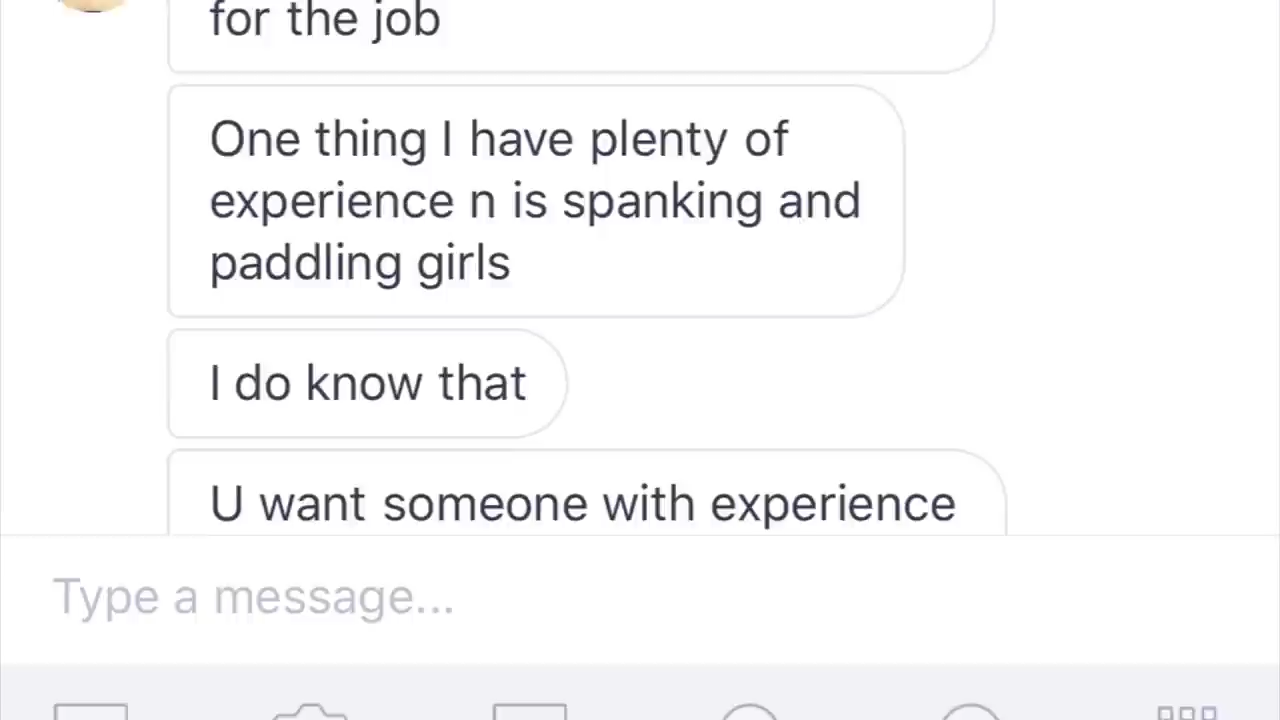 for the job
One thing I have plenty of
experience n is spanking and
paddling girls
I do know that
U want someone with experience
Type a message...